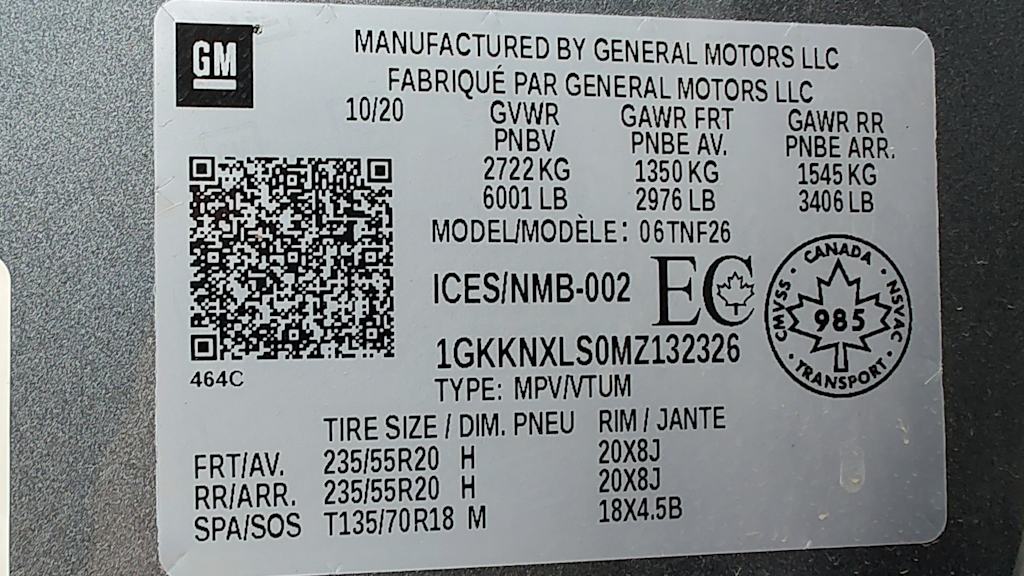 GM
MANUFACTURED BY GENERAL MOTORS LLC
FABRIQUÉ PAR GENERAL MOTORS LLC
10/20 GVWR GAWR FRT GAWR RR
PNBV PNBE AV. PNBE ARR.
2722 KG 1350 KG 1545 KG
6001 LB 2976 LB 3406 LB
MODEL/MODÈLE: 06TNF26
ICES/NMB-002 EC
CANADA
CMVSS 985 NSVAC
TRANSPORT
1GKKNXLS0MZ132326
464C
TYPE: MPV/VTUM
TIRE SIZE / DIM. PNEU RIM / JANTE
FRT/AV. 235/55R20 H 20X8J
RR/ARR. 235/55R20 H 20X8J
SPA/SOS T135/70R18 M 18X4.5B